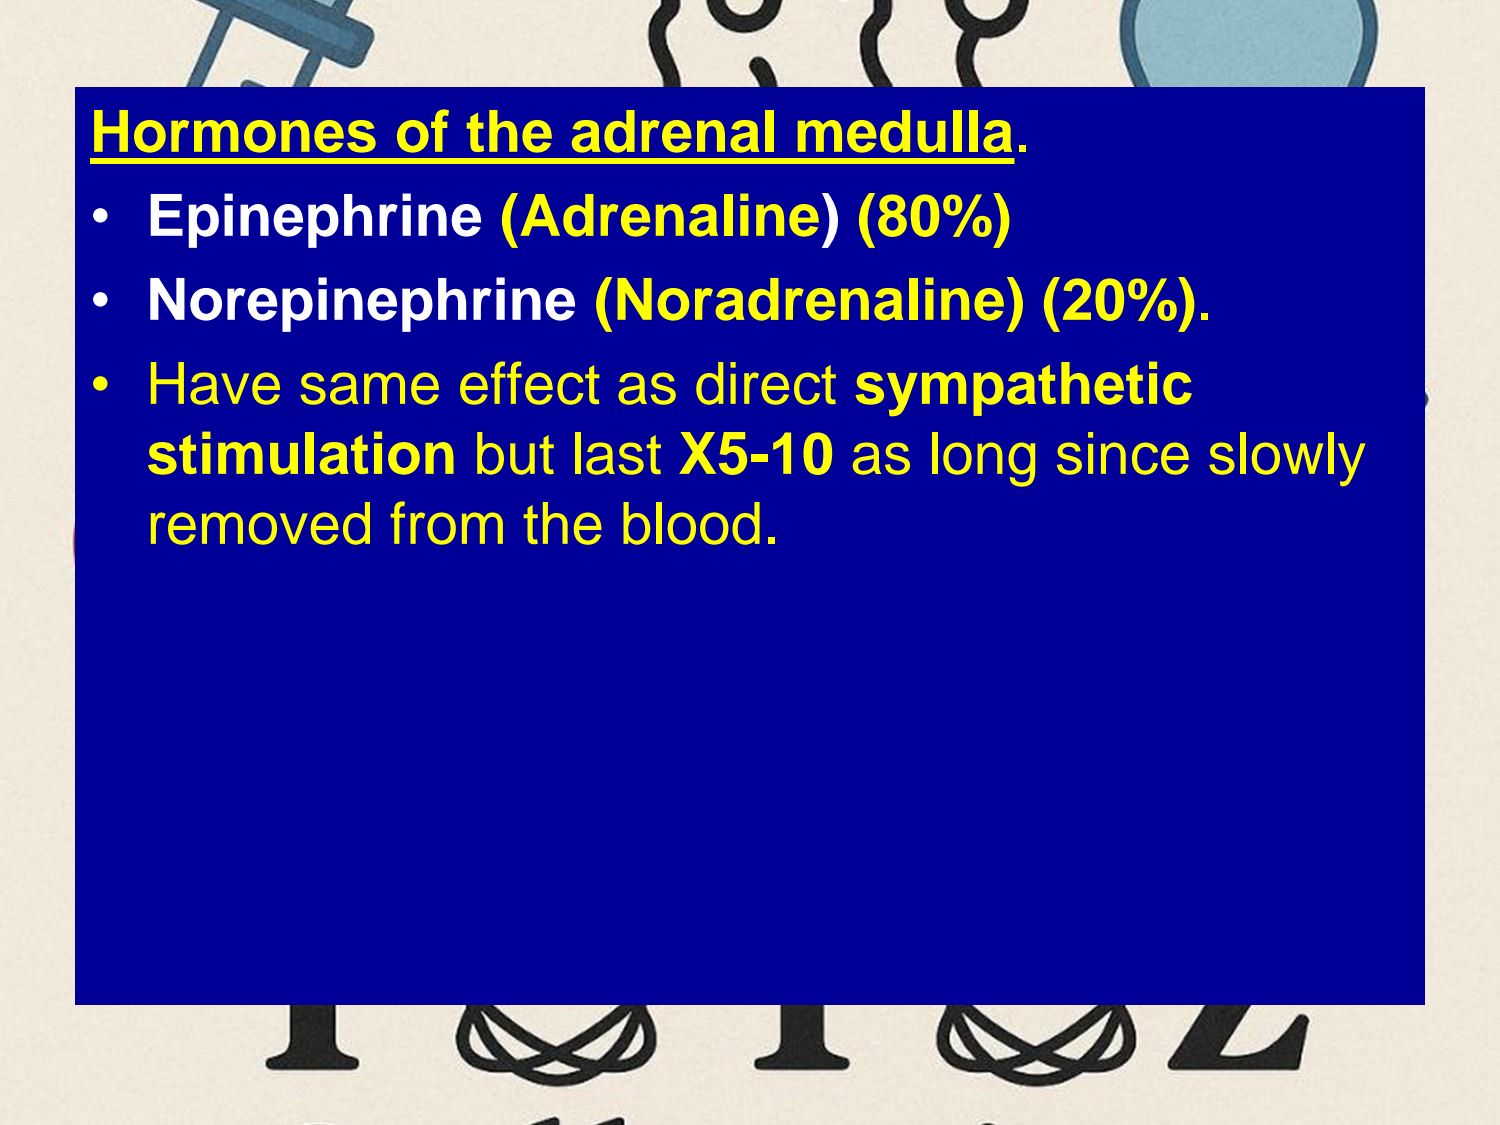 Hormones of the adrenal medulla.
• Epinephrine (Adrenaline) (80%)
• Norepinephrine (Noradrenaline) (20%).
• Have same effect as direct sympathetic
stimulation but last X5-10 as long since slowly
removed from the blood.